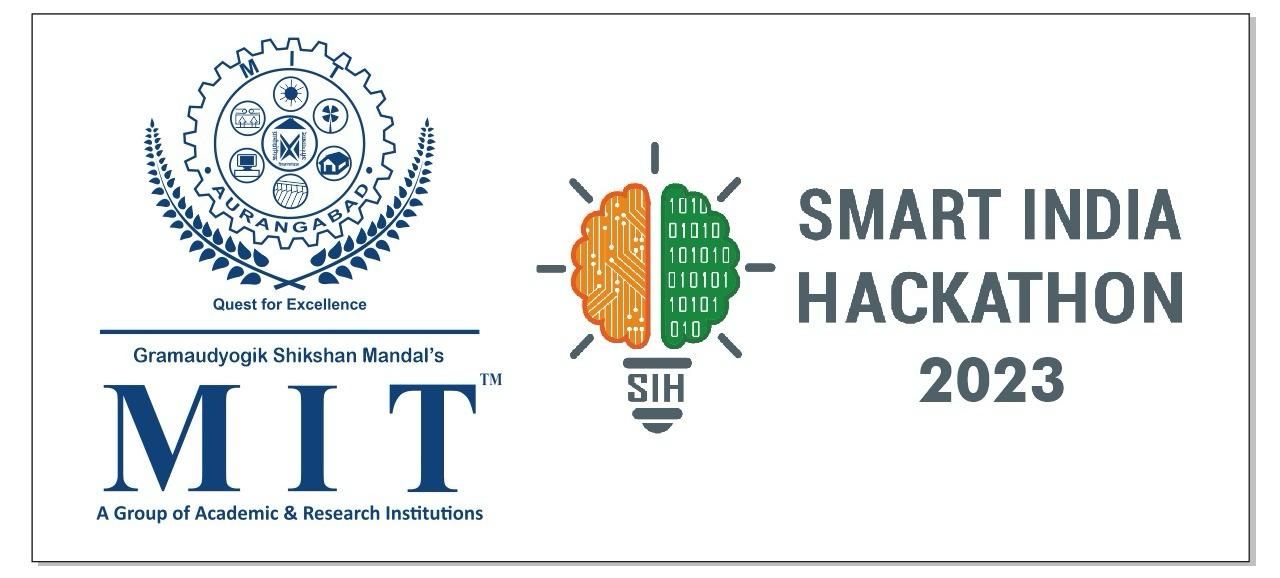 M I T
AURANGABAD
Quest for Excellence
Gramaudyogik Shikshan Mandal's
MIT™
A Group of Academic & Research Institutions
1010
01010
101010
010101
10101
010
SIH
SMART INDIA
HACKATHON
2023